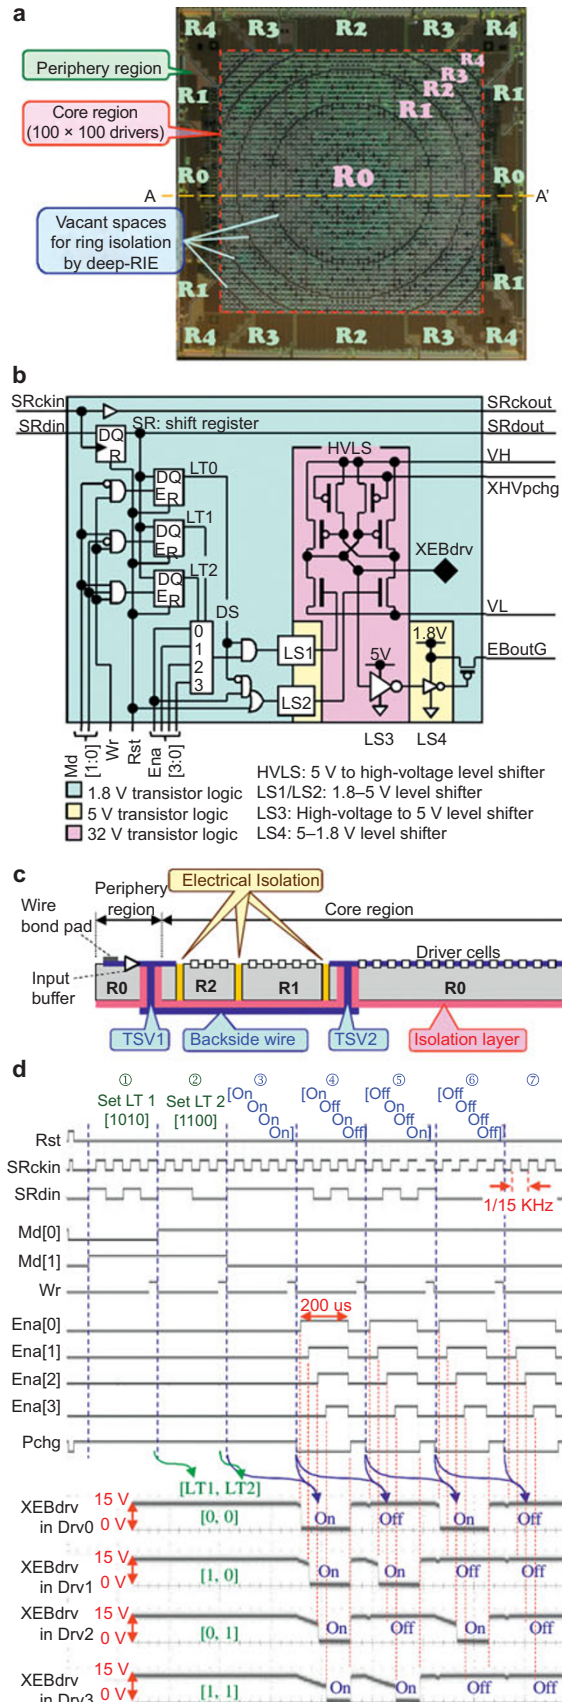 a
R4 R3 R2 R3 R4
R4
R3
R2
R1
Periphery region
R1
R1
Core region
(100 × 100 drivers)
R0
R0
R0
A
A'
Vacant spaces
for ring isolation
by deep-RIE
R1
R1
R4 R3 R2 R3 R4
b
SRckin
SRckout
SRdin
SR: shift register
SRdout
DQ
R
HVLS
VH
LT0
DQ
ER
XHVpchg
LT1
DQ
ER
XEBdrv
LT2
DQ
ER
DS
VL
0
1
2
3
LS1
1.8V
5V
EBoutG
LS2
LS3
LS4
Md
[1:0]
Wr
Rst
Ena
[3:0]
1.8 V transistor logic
5 V transistor logic
32 V transistor logic
HVLS: 5 V to high-voltage level shifter
LS1/LS2: 1.8–5 V level shifter
LS3: High-voltage to 5 V level shifter
LS4: 5–1.8 V level shifter
c
Electrical Isolation
Wire
bond pad
Periphery
region
Core region
Input
buffer
Driver cells
R0
R2
R1
R0
TSV1
Backside wire
TSV2
Isolation layer
d
① ② ③ ④ ⑤ ⑥ ⑦
Set LT 1
[1010]
Set LT 2
[1100]
[On
On
On
On]
[On
Off
On
Off]
[Off
On
Off
On]
[Off
Off
Off
Off]
Rst
SRckin
SRdin
1/15 KHz
Md[0]
Md[1]
Wr
200 us
Ena[0]
Ena[1]
Ena[2]
Ena[3]
Pchg
[LT1, LT2]
XEBdrv
in Drv0
15 V
0 V
[0, 0]
On Off On Off
XEBdrv
in Drv1
15 V
0 V
[1, 0]
On On Off Off
XEBdrv
in Drv2
15 V
0 V
[0, 1]
On Off On Off
XEBdrv
in Drv3
15 V
0 V
[1, 1]
On On Off Off